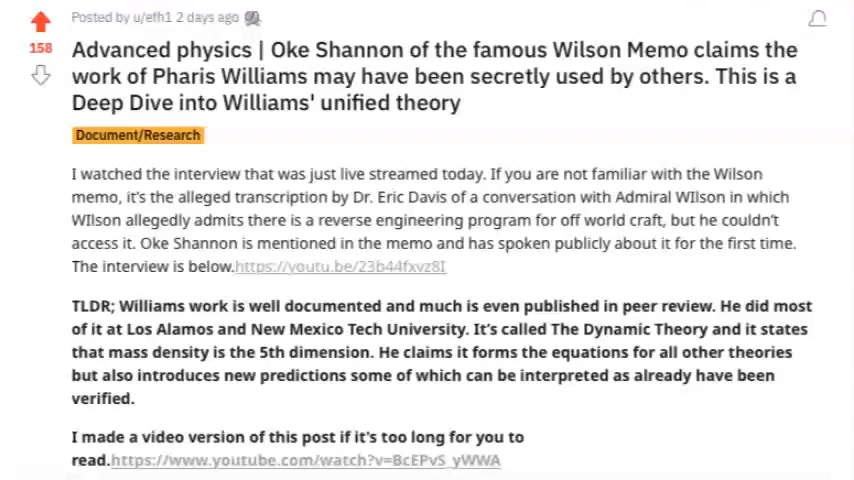 Posted by u/efh1 2 days ago
158
Advanced physics | Oke Shannon of the famous Wilson Memo claims the
work of Pharis Williams may have been secretly used by others. This is a
Deep Dive into Williams' unified theory
Document/Research
I watched the interview that was just live streamed today. If you are not familiar with the Wilson
memo, it's the alleged transcription by Dr. Eric Davis of a conversation with Admiral WIlson in which
WIlson allegedly admits there is a reverse engineering program for off world craft, but he couldn't
access it. Oke Shannon is mentioned in the memo and has spoken publicly about it for the first time.
The interview is below.https://youtu.be/23b44fxvz8I
TLDR; Williams work is well documented and much is even published in peer review. He did most
of it at Los Alamos and New Mexico Tech University. It's called The Dynamic Theory and it states
that mass density is the 5th dimension. He claims it forms the equations for all other theories
but also introduces new predictions some of which can be interpreted as already have been
verified.
I made a video version of this post if it's too long for you to
read.https://www.youtube.com/watch?v=BcEPvS_yWWA